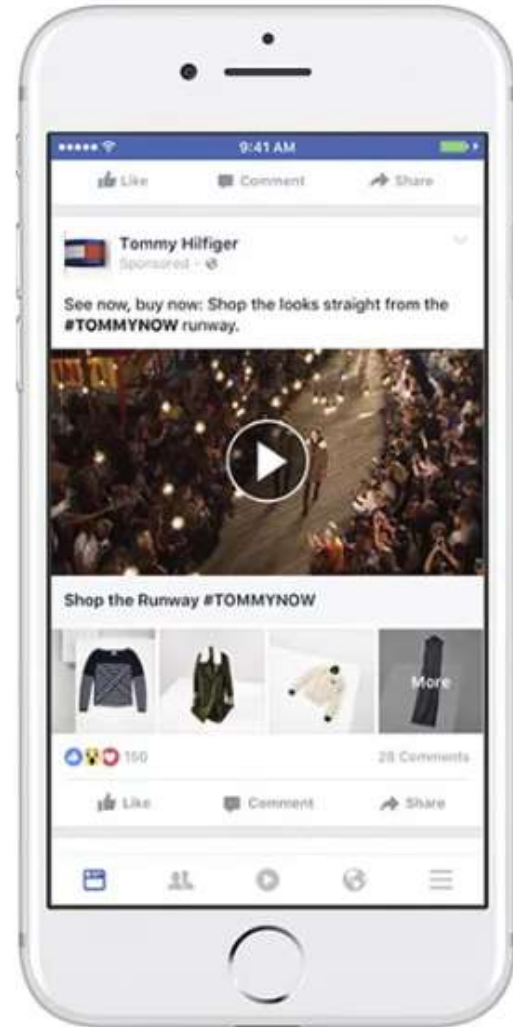 9:41 AM
Like Comment Share
Tommy Hilfiger
Sponsored
See now, buy now: Shop the looks straight from the
#TOMMYNOW runway.
Shop the Runway #TOMMYNOW
More
150 28 Comments
Like Comment Share